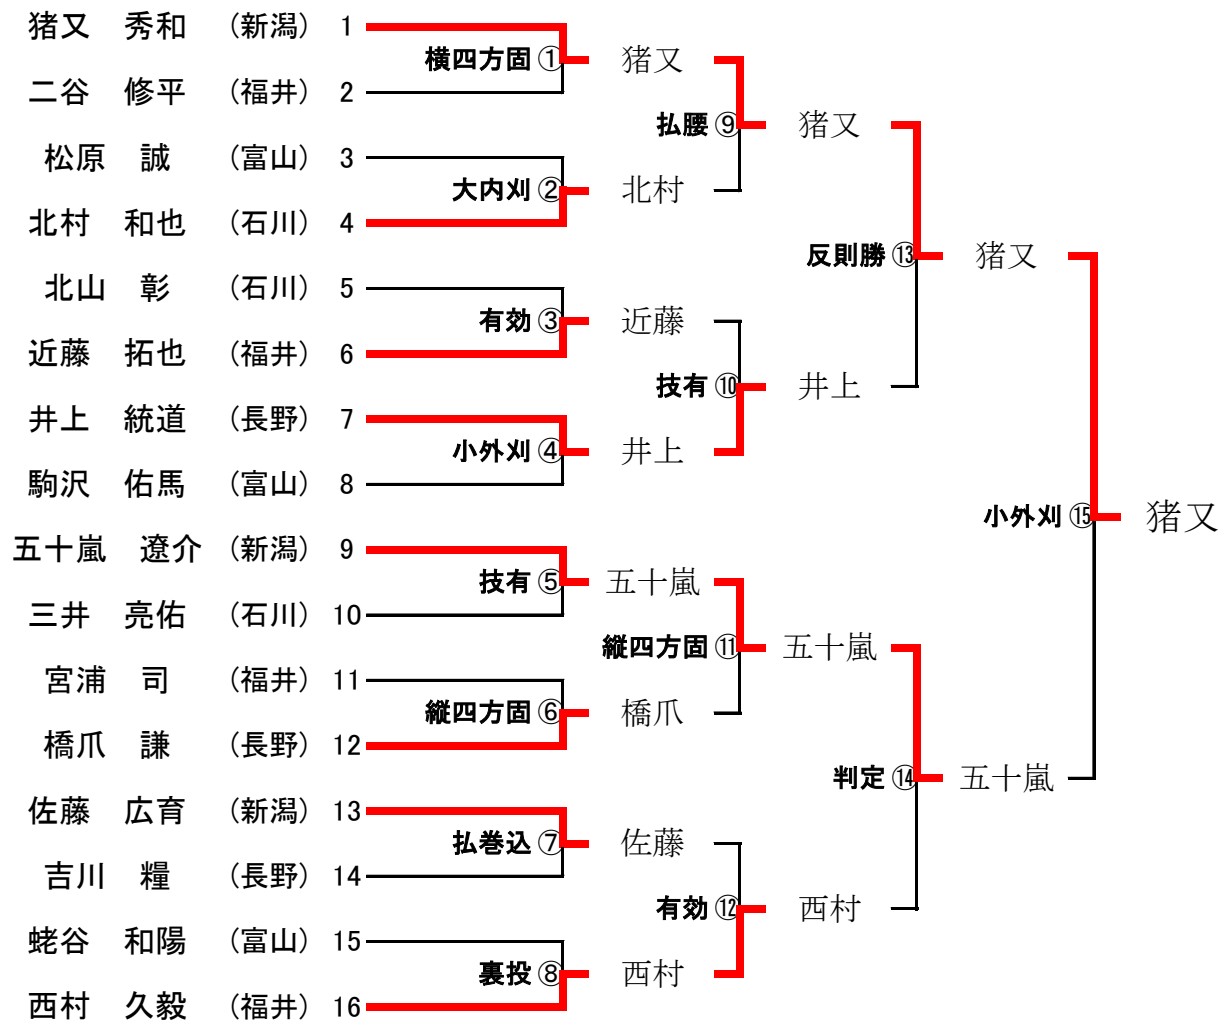 猪又 秀和 (新潟) 1
横四方固 ① 猪又
二谷 修平 (福井) 2
払腰 ⑨ 猪又
松原 誠 (富山) 3
大内刈 ② 北村
北村 和也 (石川) 4
反則勝 ⑬ 猪又
北山 彰 (石川) 5
有効 ③ 近藤
近藤 拓也 (福井) 6
技有 ⑩ 井上
井上 統道 (長野) 7
小外刈 ④ 井上
駒沢 佑馬 (富山) 8
小外刈 ⑮ 猪又
五十嵐 遼介 (新潟) 9
技有 ⑤ 五十嵐
三井 亮佑 (石川) 10
縦四方固 ⑪ 五十嵐
宮浦 司 (福井) 11
縦四方固 ⑥ 橋爪
橋爪 謙 (長野) 12
判定 ⑭ 五十嵐
佐藤 広育 (新潟) 13
払巻込 ⑦ 佐藤
吉川 糧 (長野) 14
有効 ⑫ 西村
蛯谷 和陽 (富山) 15
裏投 ⑧ 西村
西村 久毅 (福井) 16